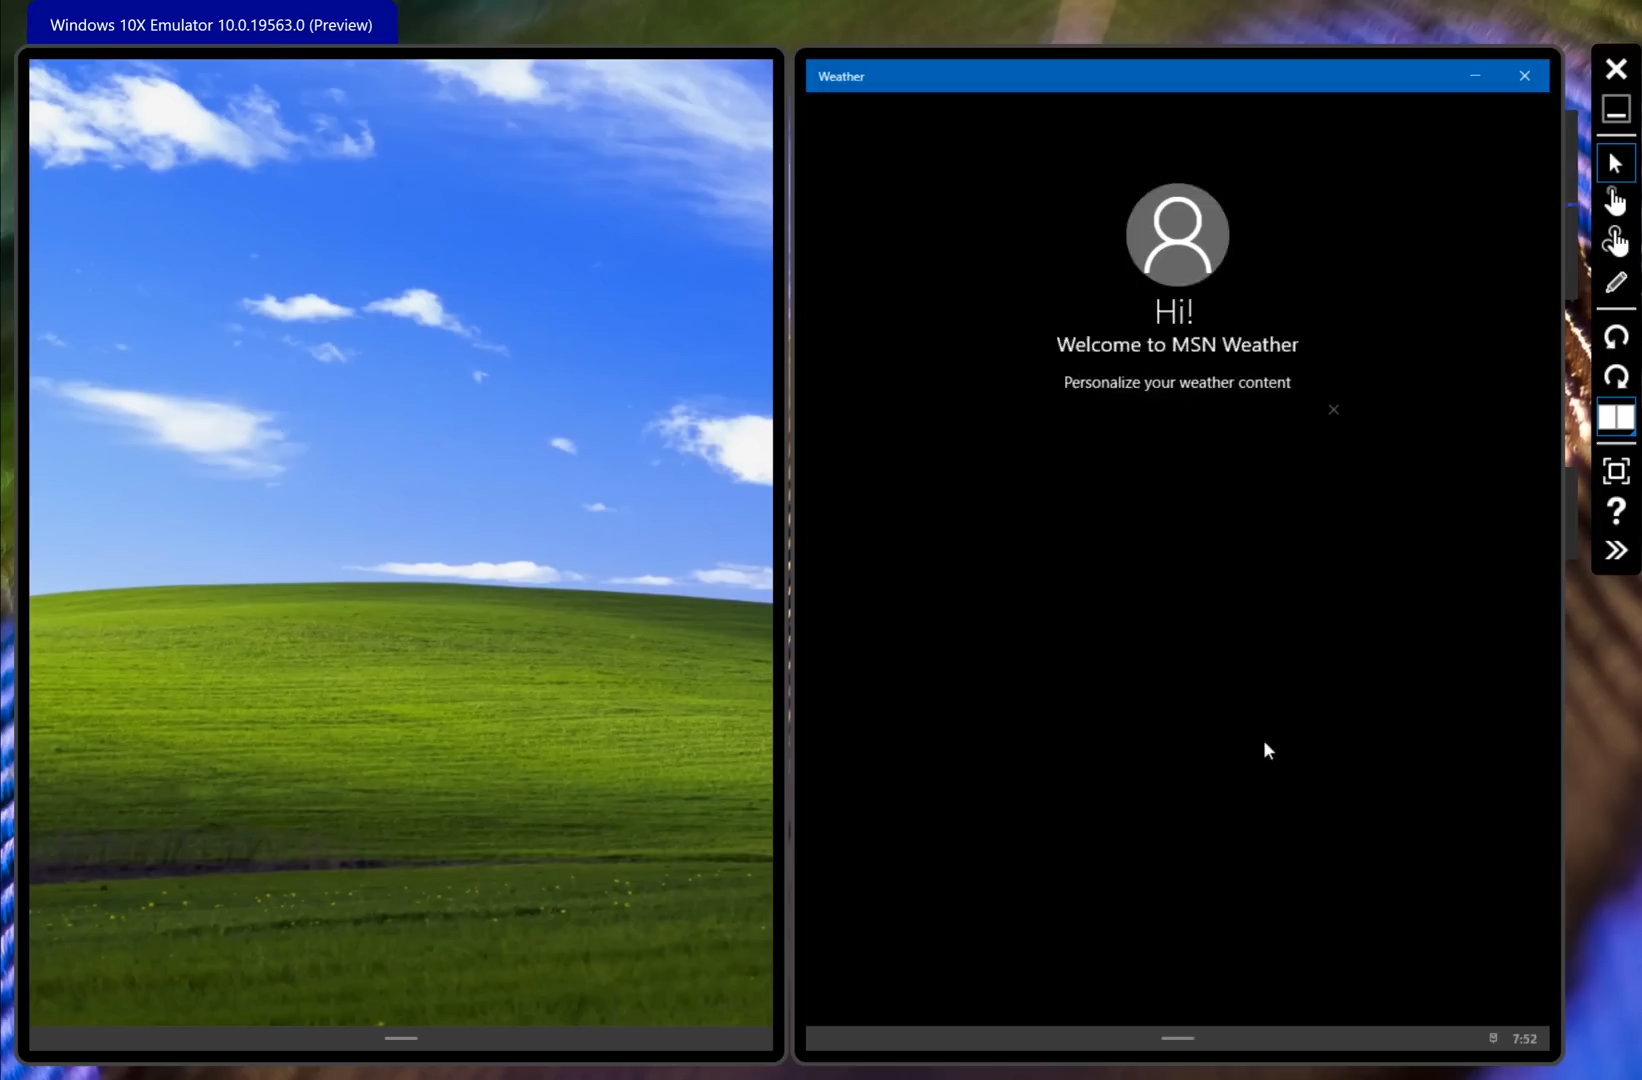 Windows 10X Emulator 10.0.19563.0 (Preview)
Weather
Hi!
Welcome to MSN Weather
Personalize your weather content
7:52